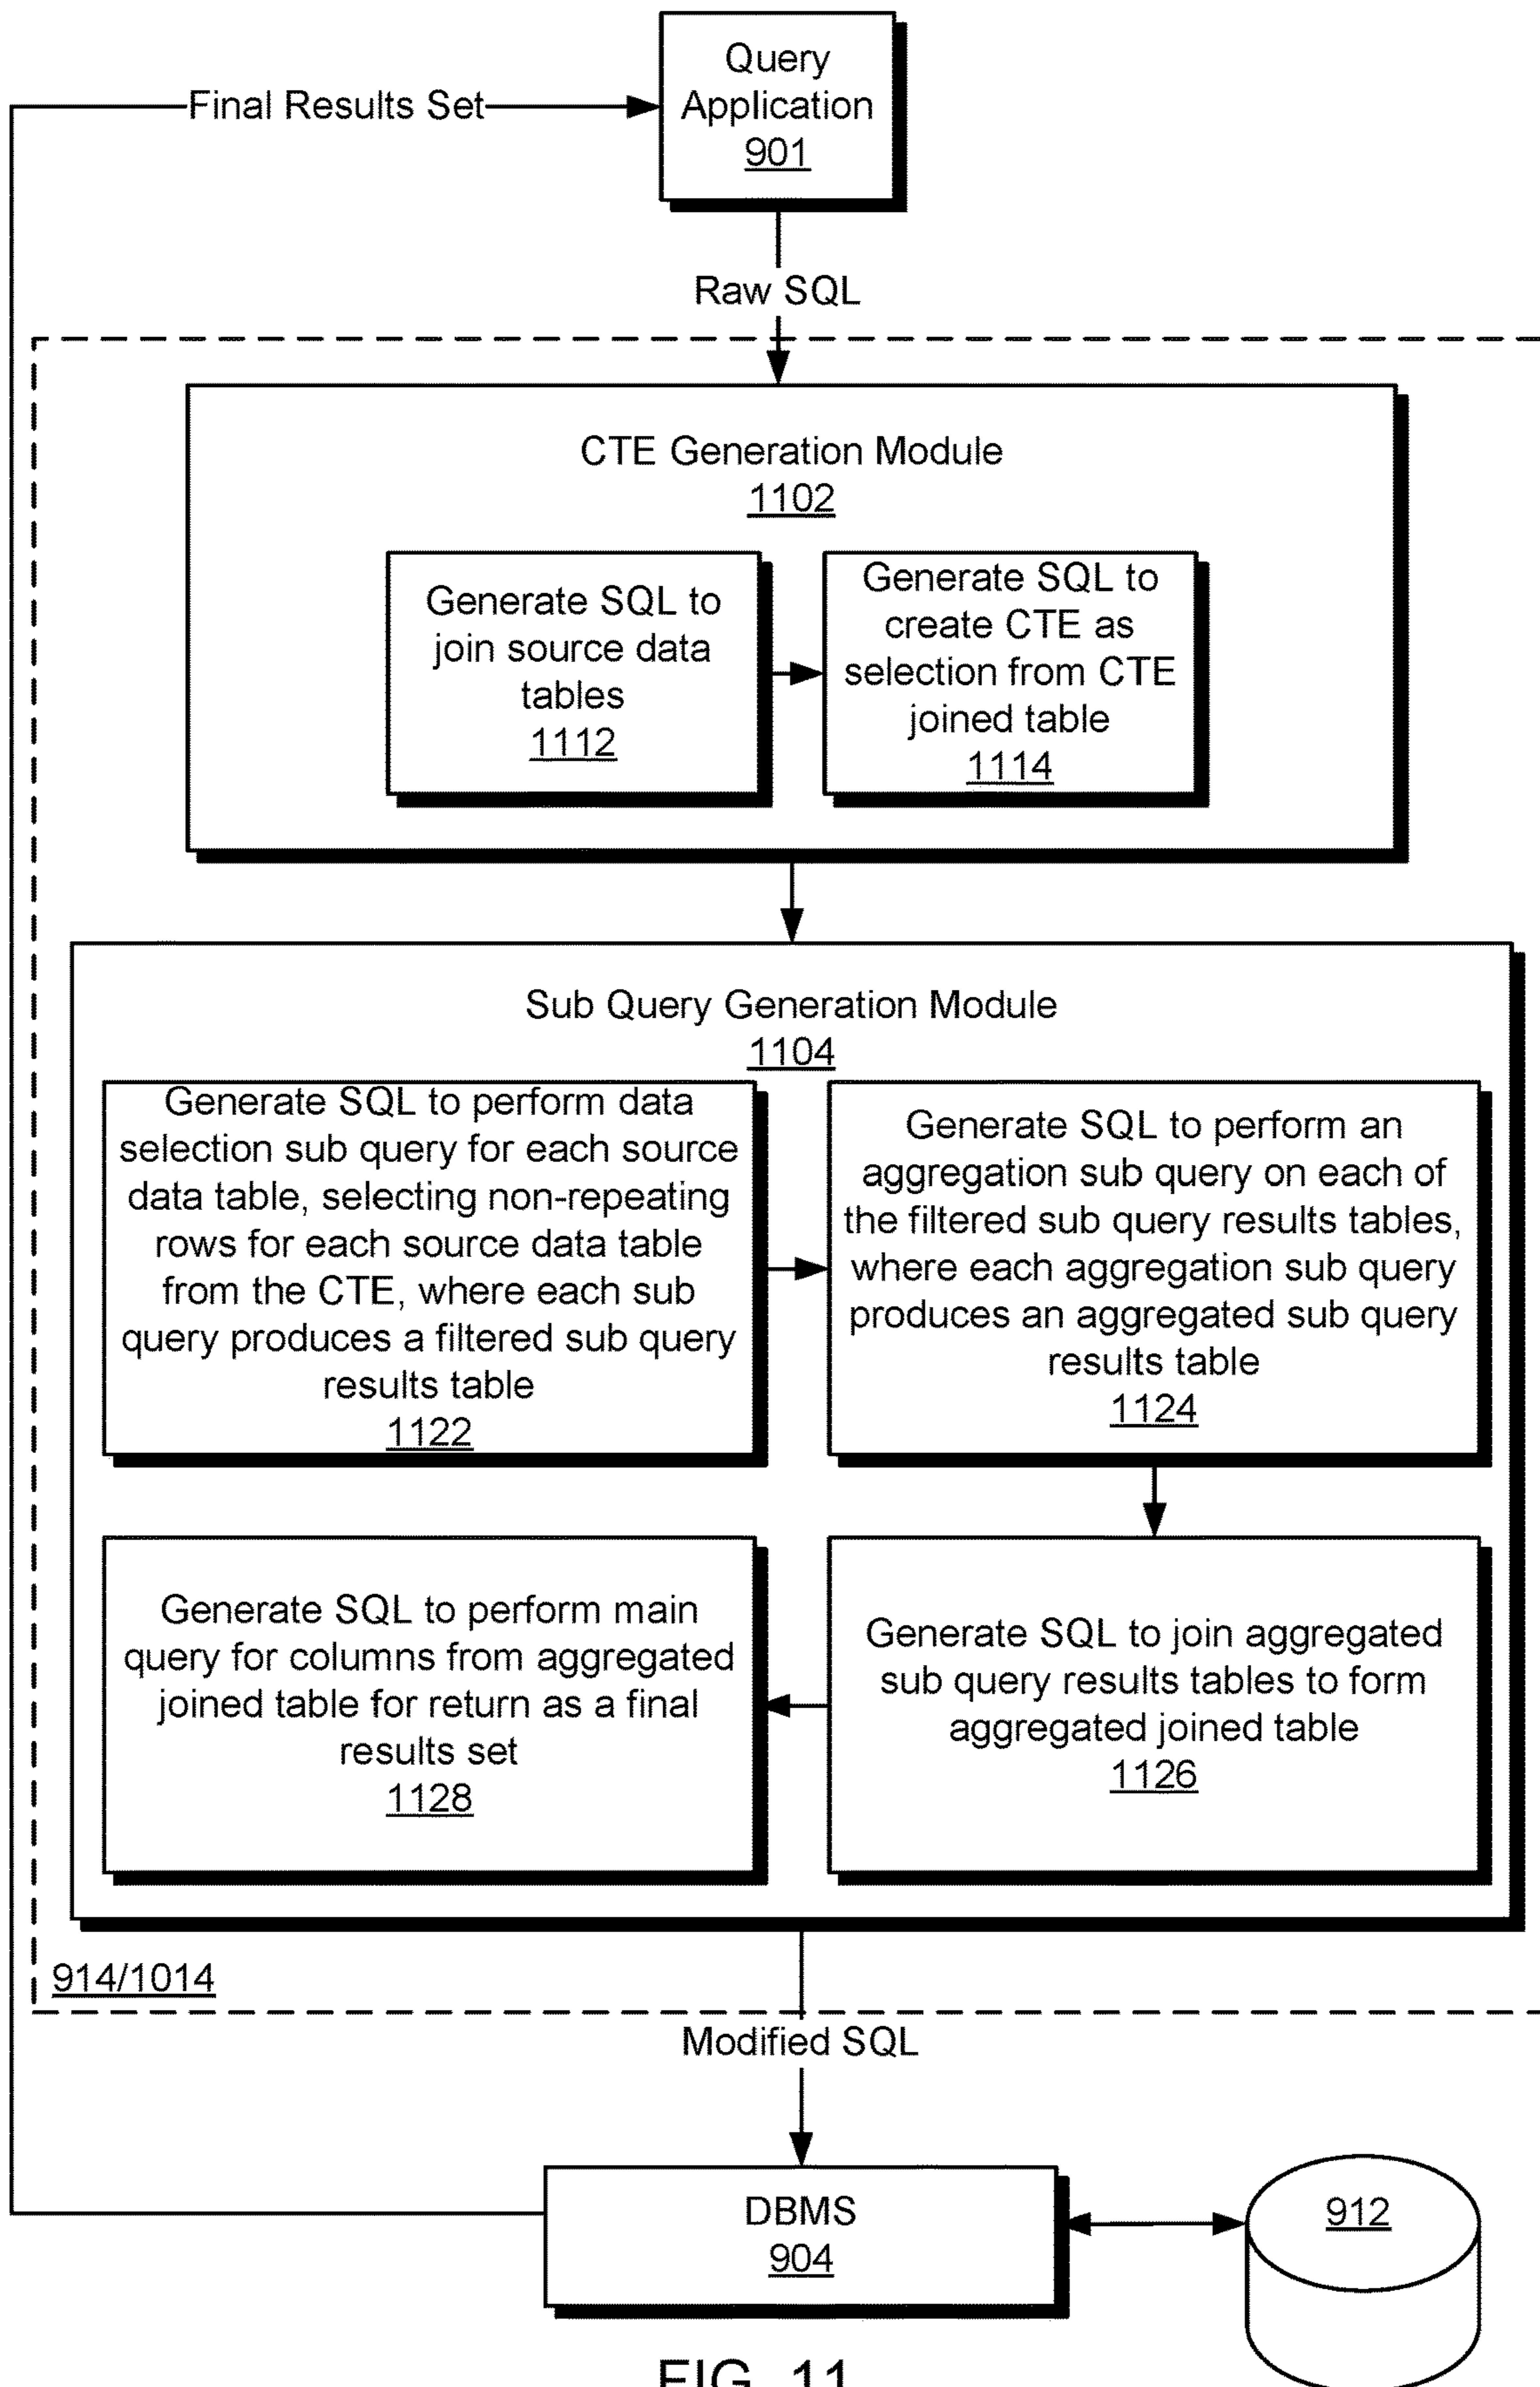 Query
Application
901
Final Results Set
Raw SQL
CTE Generation Module
1102
Generate SQL to
join source data
tables
1112
Generate SQL to
create CTE as
selection from CTE
joined table
1114
Sub Query Generation Module
1104
Generate SQL to perform data
selection sub query for each source
data table, selecting non-repeating
rows for each source data table
from the CTE, where each sub
query produces a filtered sub query
results table
1122
Generate SQL to perform an
aggregation sub query on each of
the filtered sub query results tables,
where each aggregation sub query
produces an aggregated sub query
results table
1124
Generate SQL to join aggregated
sub query results tables to form
aggregated joined table
1126
Generate SQL to perform main
query for columns from aggregated
joined table for return as a final
results set
1128
914/1014
Modified SQL
DBMS
904
912
FIG. 11